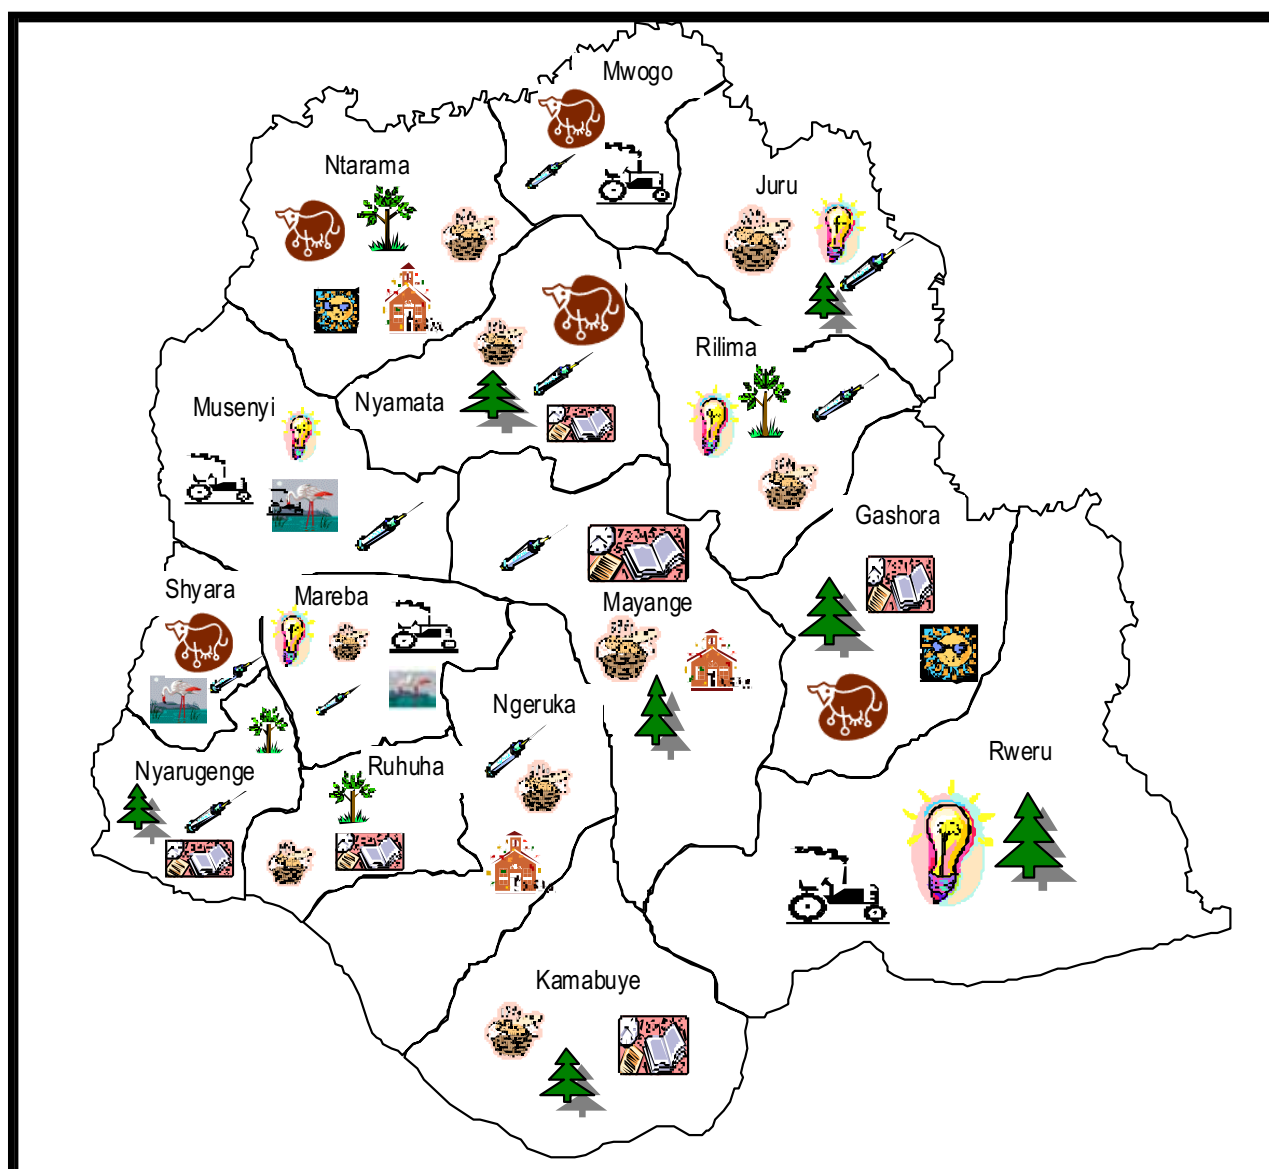 Mwogo
Ntarama
Juru
Rilima
Nyamata
Musenyi
Gashora
Shyara
Mareba
Mayange
Ngeruka
Rweru
Nyarugenge
Ruhuha
Kamabuye